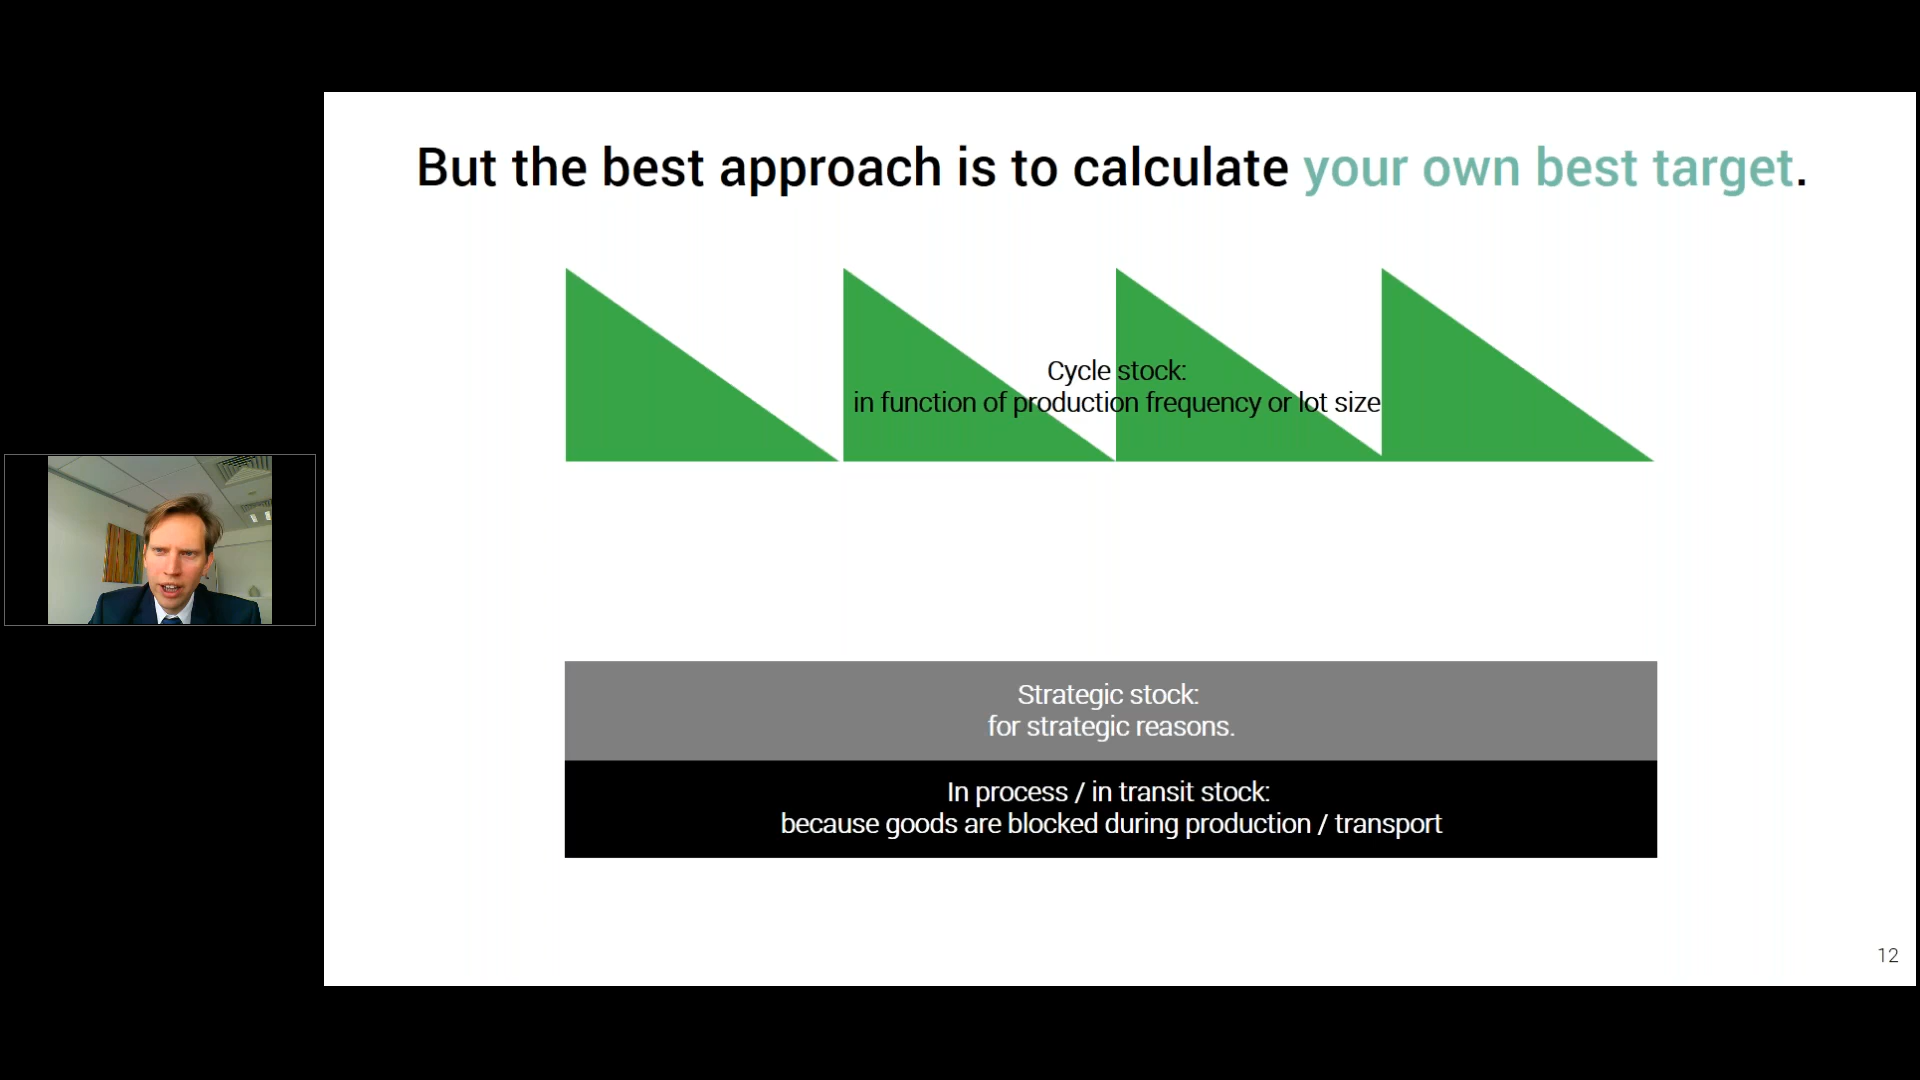 But the best approach is to calculate your own best target.
Cycle stock:
in function of production frequency or lot size
Strategic stock:
for strategic reasons.
In process / in transit stock:
because goods are blocked during production / transport
12